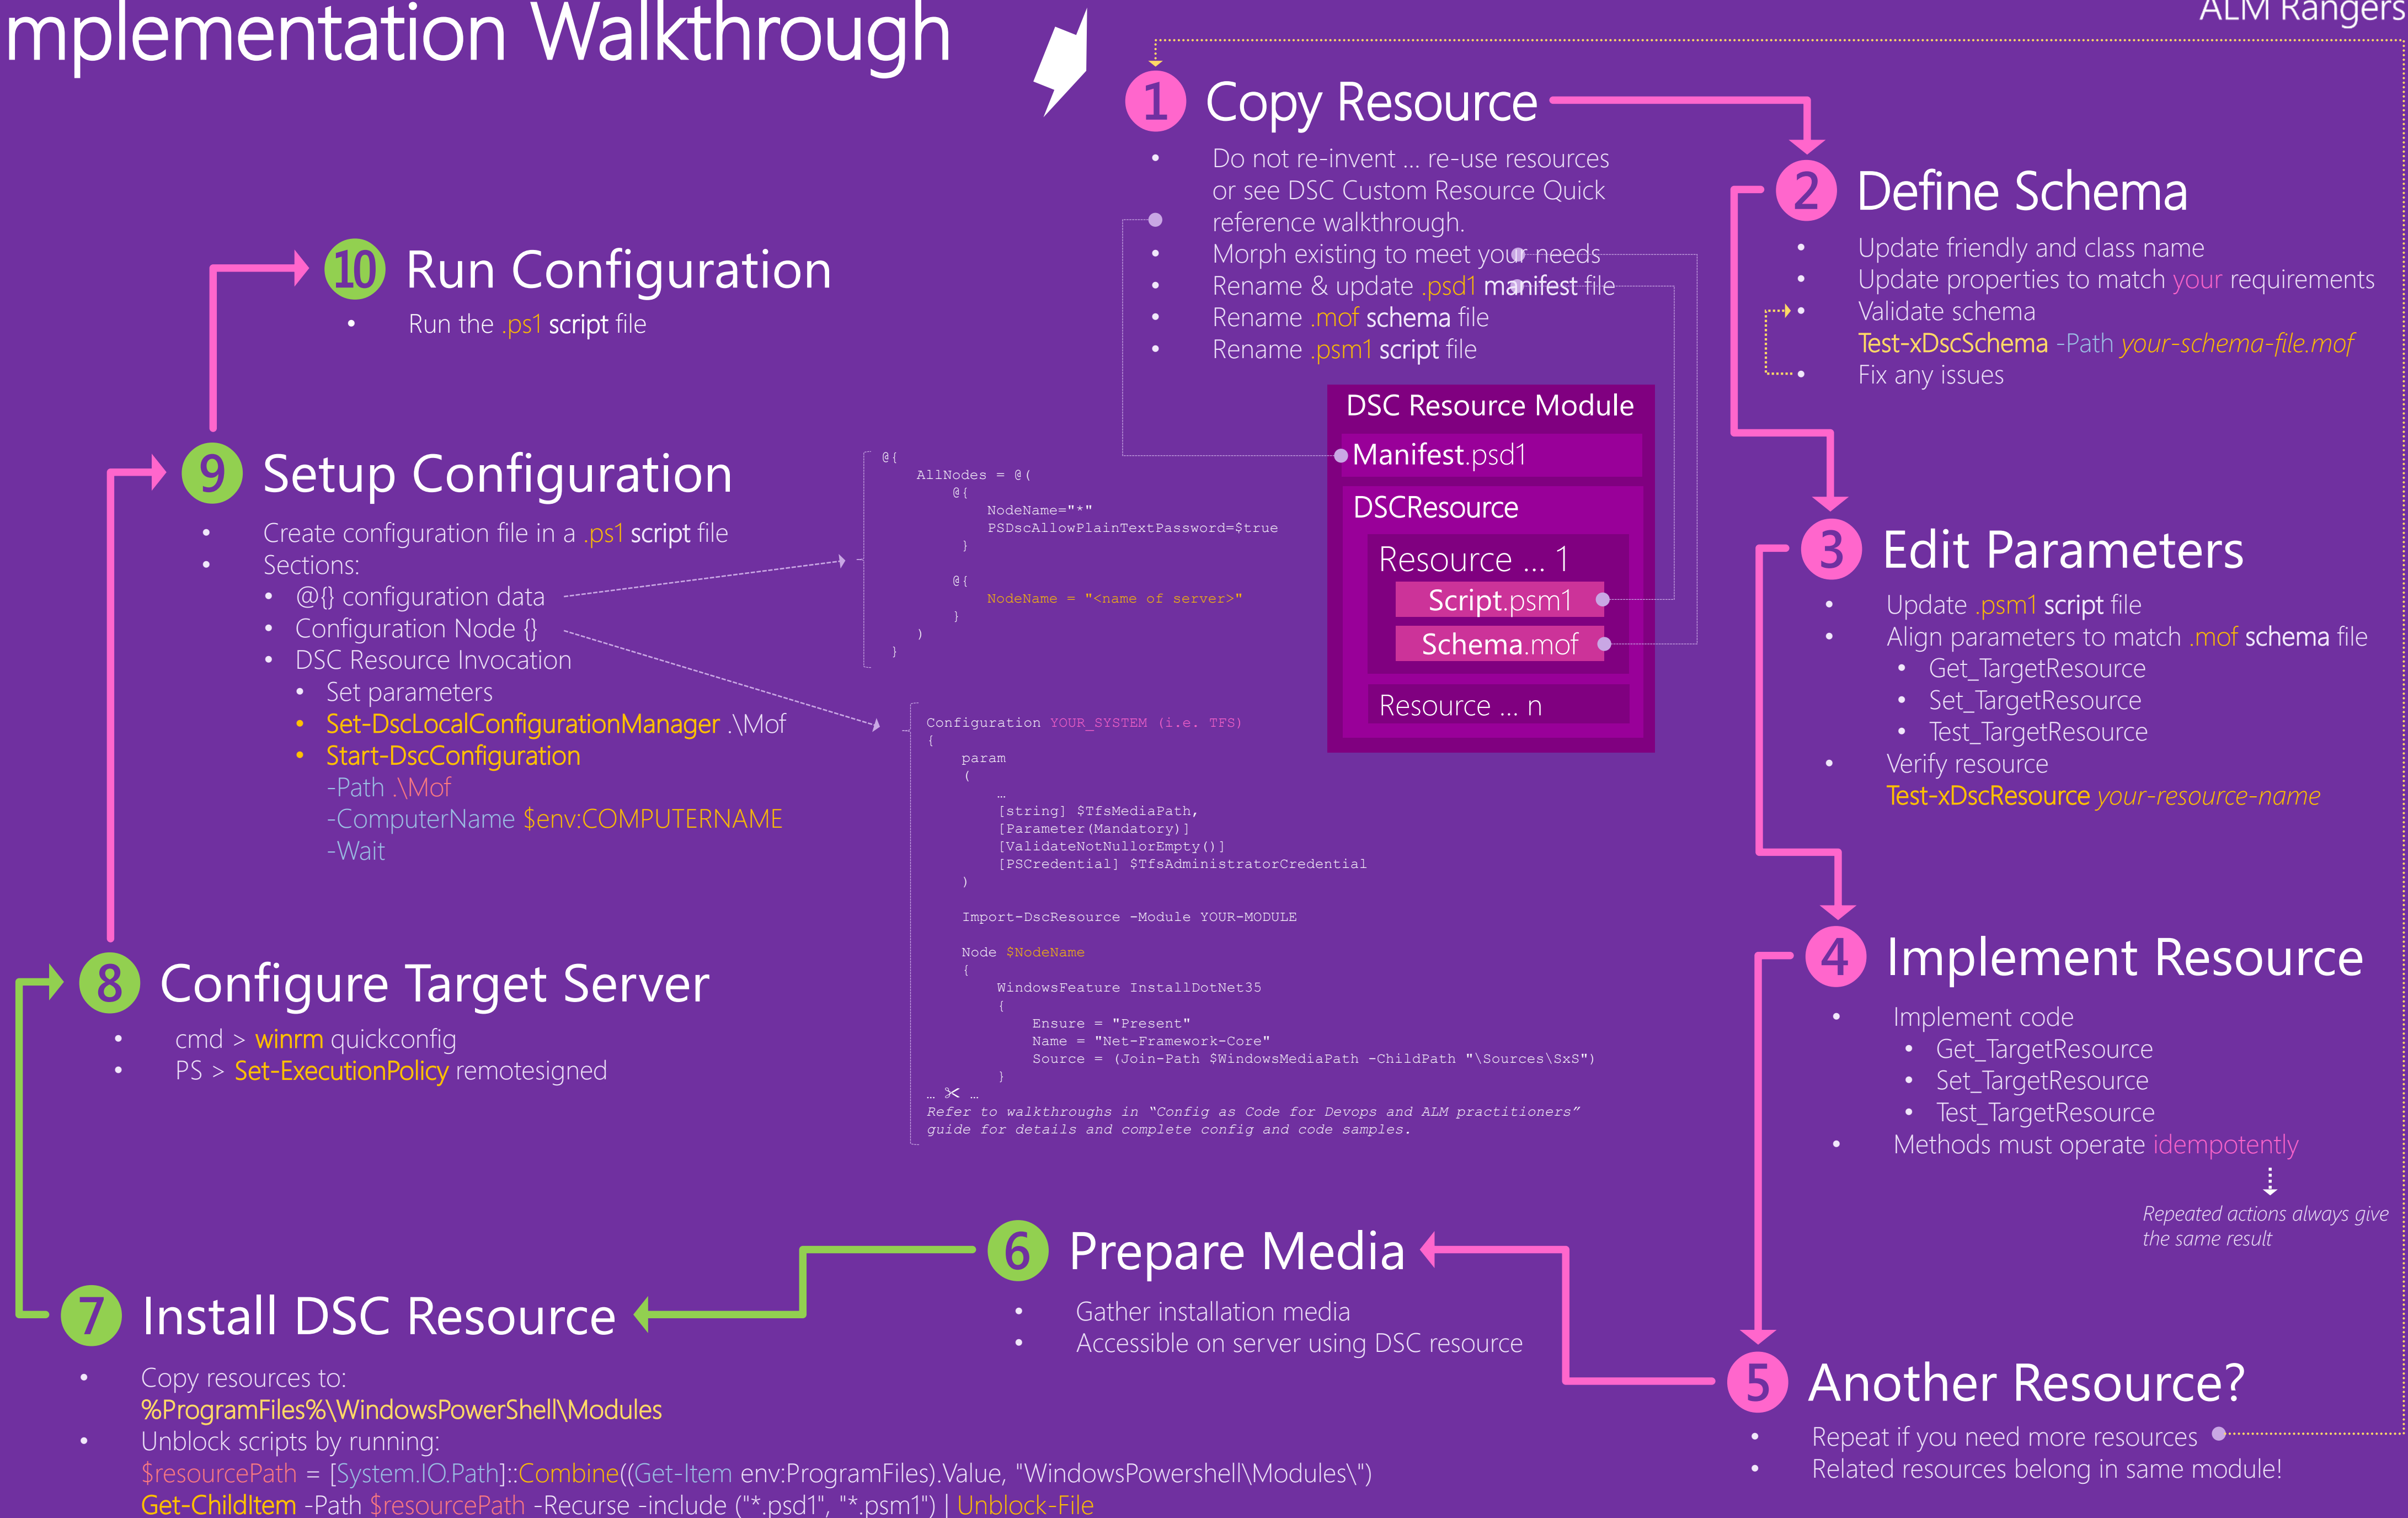 mplementation Walkthrough
ALM Rangers
1 Copy Resource
• Do not re-invent ... re-use resources
or see DSC Custom Resource Quick
reference walkthrough.
• Morph existing to meet your needs
• Rename & update .psd1 manifest file
• Rename .mof schema file
• Rename .psm1 script file
DSC Resource Module
Manifest.psd1
DSCResource
Resource ... 1
Script.psm1
Schema.mof
Resource ... n
2 Define Schema
• Update friendly and class name
• Update properties to match your requirements
• Validate schema
Test-xDscSchema -Path your-schema-file.mof
• Fix any issues
3 Edit Parameters
• Update .psm1 script file
• Align parameters to match .mof schema file
• Get_TargetResource
• Set_TargetResource
• Test_TargetResource
• Verify resource
Test-xDscResource your-resource-name
4 Implement Resource
• Implement code
• Get_TargetResource
• Set_TargetResource
• Test_TargetResource
• Methods must operate idempotently
Repeated actions always give
the same result
5 Another Resource?
• Repeat if you need more resources
• Related resources belong in same module!
6 Prepare Media
• Gather installation media
• Accessible on server using DSC resource
7 Install DSC Resource
• Copy resources to:
%ProgramFiles%\WindowsPowerShell\Modules
• Unblock scripts by running:
$resourcePath = [System.IO.Path]::Combine((Get-Item env:ProgramFiles).Value, "WindowsPowershell\Modules\")
Get-ChildItem -Path $resourcePath -Recurse -include ("*.psd1", "*.psm1") | Unblock-File
8 Configure Target Server
• cmd > winrm quickconfig
• PS > Set-ExecutionPolicy remotesigned
9 Setup Configuration
• Create configuration file in a .ps1 script file
• Sections:
• @{} configuration data
• Configuration Node {}
• DSC Resource Invocation
• Set parameters
• Set-DscLocalConfigurationManager .\Mof
• Start-DscConfiguration
-Path .\Mof
-ComputerName $env:COMPUTERNAME
-Wait
@{
AllNodes = @(
@{
NodeName="*"
PSDscAllowPlainTextPassword=$true
}
@{
NodeName = "<name of server>"
}
)
}
Configuration YOUR_SYSTEM (i.e. TFS)
{
param
(
…
[string] $TfsMediaPath,
[Parameter(Mandatory)]
[ValidateNotNullorEmpty()]
[PSCredential] $TfsAdministratorCredential
)
Import-DscResource -Module YOUR-MODULE
Node $NodeName
{
WindowsFeature InstallDotNet35
{
Ensure = "Present"
Name = "Net-Framework-Core"
Source = (Join-Path $WindowsMediaPath -ChildPath "\Sources\SxS")
}
… ✂ …
Refer to walkthroughs in “Config as Code for Devops and ALM practitioners”
guide for details and complete config and code samples.
10 Run Configuration
• Run the .ps1 script file